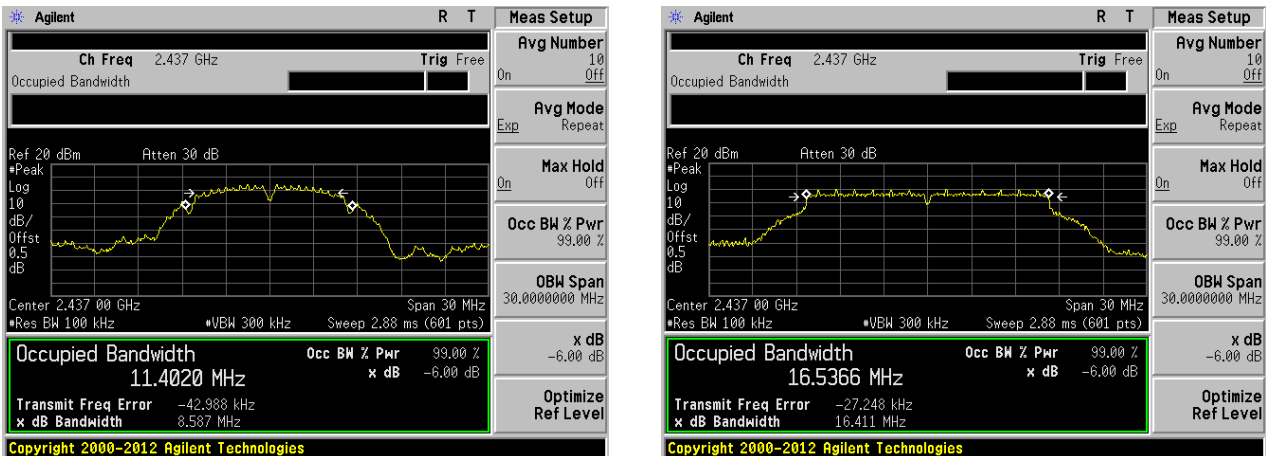 Agilent R T
Ch Freq 2.437 GHz Trig Free
Occupied Bandwidth
Ref 20 dBm Atten 30 dB
#Peak
Log
10
dB/
Offst
0.5
dB
Center 2.437 00 GHz Span 30 MHz
#Res BW 100 kHz #VBW 300 kHz Sweep 2.88 ms (601 pts)
Occupied Bandwidth Occ BW % Pwr 99.00 %
11.4020 MHz x dB -6.00 dB
Transmit Freq Error -42.988 kHz
x dB Bandwidth 8.587 MHz
Copyright 2000-2012 Agilent Technologies
Meas Setup
Avg Number
10
On Off
Avg Mode
Exp Repeat
Max Hold
On Off
Occ BW % Pwr
99.00 %
OBW Span
30.0000000 MHz
x dB
-6.00 dB
Optimize
Ref Level
Agilent R T
Ch Freq 2.437 GHz Trig Free
Occupied Bandwidth
Ref 20 dBm Atten 30 dB
#Peak
Log
10
dB/
Offst
0.5
dB
Center 2.437 00 GHz Span 30 MHz
#Res BW 100 kHz #VBW 300 kHz Sweep 2.88 ms (601 pts)
Occupied Bandwidth Occ BW % Pwr 99.00 %
16.5366 MHz x dB -6.00 dB
Transmit Freq Error -27.248 kHz
x dB Bandwidth 16.411 MHz
Copyright 2000-2012 Agilent Technologies
Meas Setup
Avg Number
10
On Off
Avg Mode
Exp Repeat
Max Hold
On Off
Occ BW % Pwr
99.00 %
OBW Span
30.0000000 MHz
x dB
-6.00 dB
Optimize
Ref Level